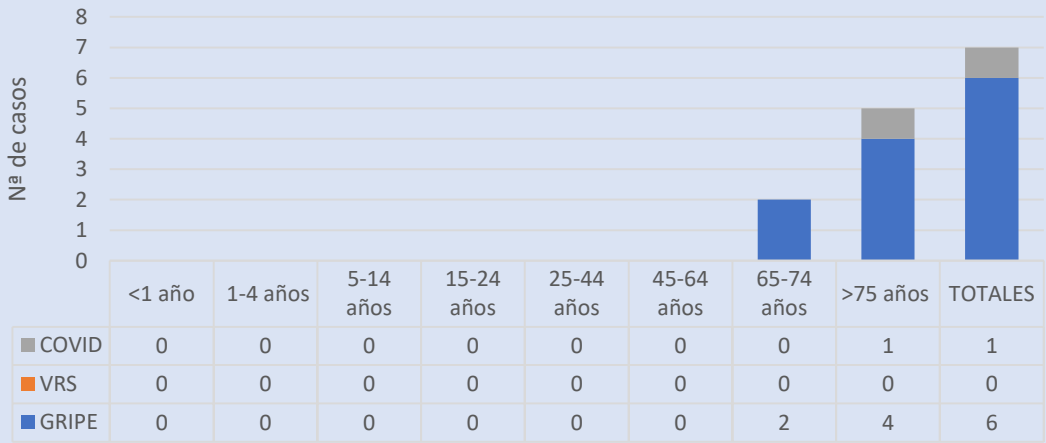 8
7
6
5
4
3
2
1
0
Nª de casos
<1 año 1-4 años 5-14 años 15-24 años 25-44 años 45-64 años 65-74 años >75 años TOTALES
COVID 0 0 0 0 0 0 0 1 1
VRS 0 0 0 0 0 0 0 0 0
GRIPE 0 0 0 0 0 0 2 4 6